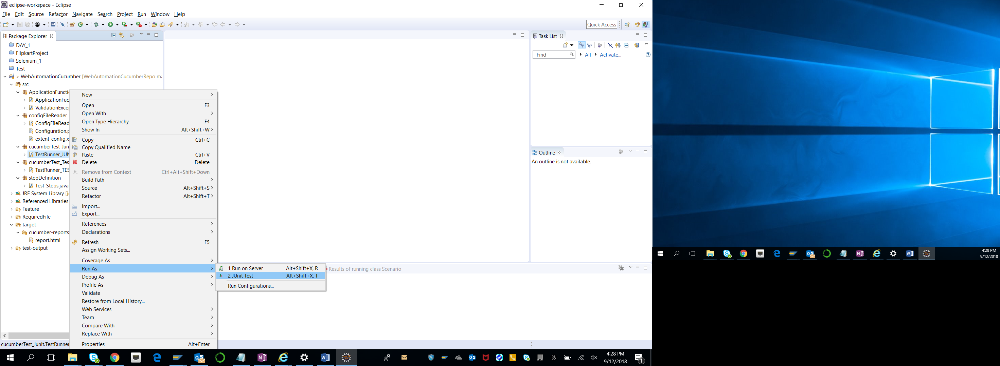 eclipse-workspace - Eclipse
File Edit Source Refactor Navigate Search Project Run Window Help
Quick Access
Package Explorer
DAY_1
FlipkartProject
Selenium_1
Test
> WebAutomationCucumber [WebAutomationCucumberRepo ma
src
ApplicationFunctio
ApplicationFuc
ValidationExcep
configFileReader
ConfigFileRead
Configuration.p
extent-config.x
cucumberTest_Jun
TestRunner_JUN
cucumberTest_Tes
TestRunner_TES
stepDefinition
Test_Steps.java
JRE System Library [jc
Referenced Libraries
Feature
RequiredFile
target
cucumber-reports
report.html
test-output
New
Open F3
Open With
Open Type Hierarchy F4
Show In Alt+Shift+W
Copy Ctrl+C
Copy Qualified Name
Paste Ctrl+V
Delete Delete
Remove from Context Ctrl+Alt+Shift+Down
Build Path
Source Alt+Shift+S
Refactor Alt+Shift+T
Import...
Export...
References
Declarations
Refresh F5
Assign Working Sets...
Coverage As
Run As
Debug As
Profile As
Validate
Restore from Local History...
Web Services
Team
Compare With
Replace With
Properties Alt+Enter
1 Run on Server Alt+Shift+X, R
2 JUnit Test Alt+Shift+X, T
Run Configurations...
Results of running class Scenario
Task List
Find All Activate...
Outline
An outline is not available.
cucumberTest_Junit.TestRunner
4:28 PM
9/12/2018
1
4:28 PM
9/12/2018